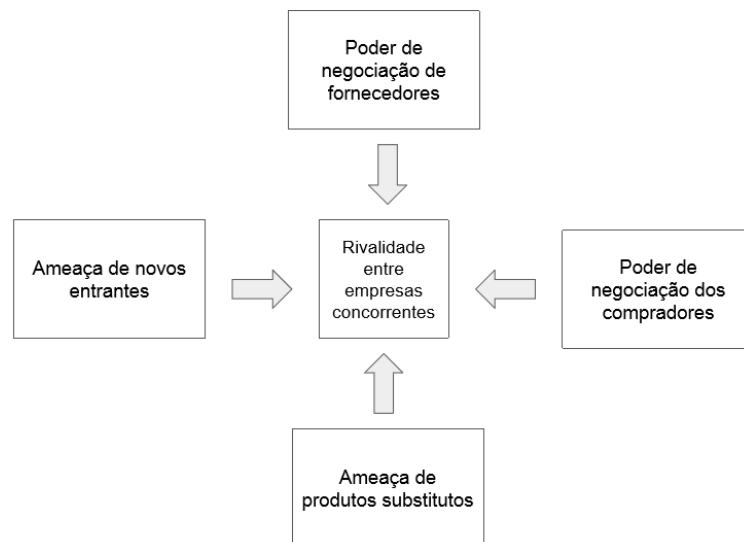 Poder de
negociação de
fornecedores
Ameaça de novos
entrantes
Rivalidade
entre
empresas
concorrentes
Poder de
negociação dos
compradores
Ameaça de
produtos substitutos